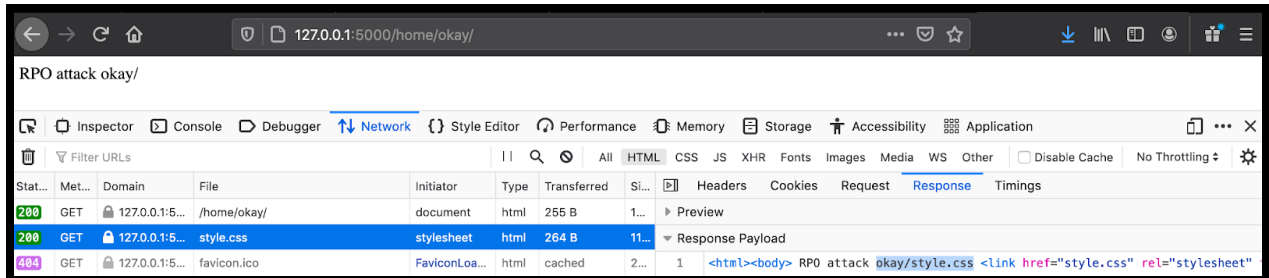 127.0.0.1:5000/home/okay/
RPO attack okay/
Inspector Console Debugger Network {} Style Editor Performance Memory Storage Accessibility Application
Filter URLs All HTML CSS JS XHR Fonts Images Media WS Other Disable Cache No Throttling
Stat... Met... Domain File Initiator Type Transferred Si... Headers Cookies Request Response Timings
200 GET 127.0.0.1:5... /home/okay/ document html 255 B 1... Preview
200 GET 127.0.0.1:5... style.css stylesheet html 264 B 11... Response Payload
404 GET 127.0.0.1:5... favicon.ico FaviconLoa... html cached 2... 1 <html><body> RPO attack okay/style.css <link href="style.css" rel="stylesheet"